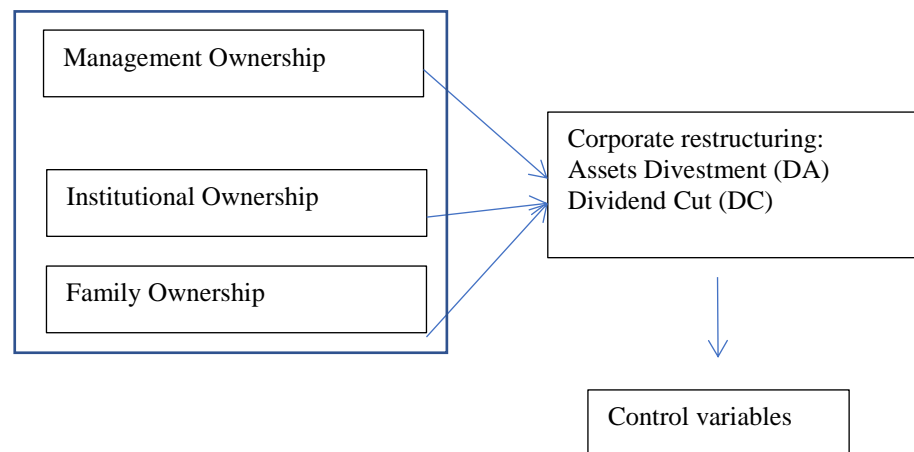 Management Ownership
Institutional Ownership
Family Ownership
Corporate restructuring:
Assets Divestment (DA)
Dividend Cut (DC)
Control variables